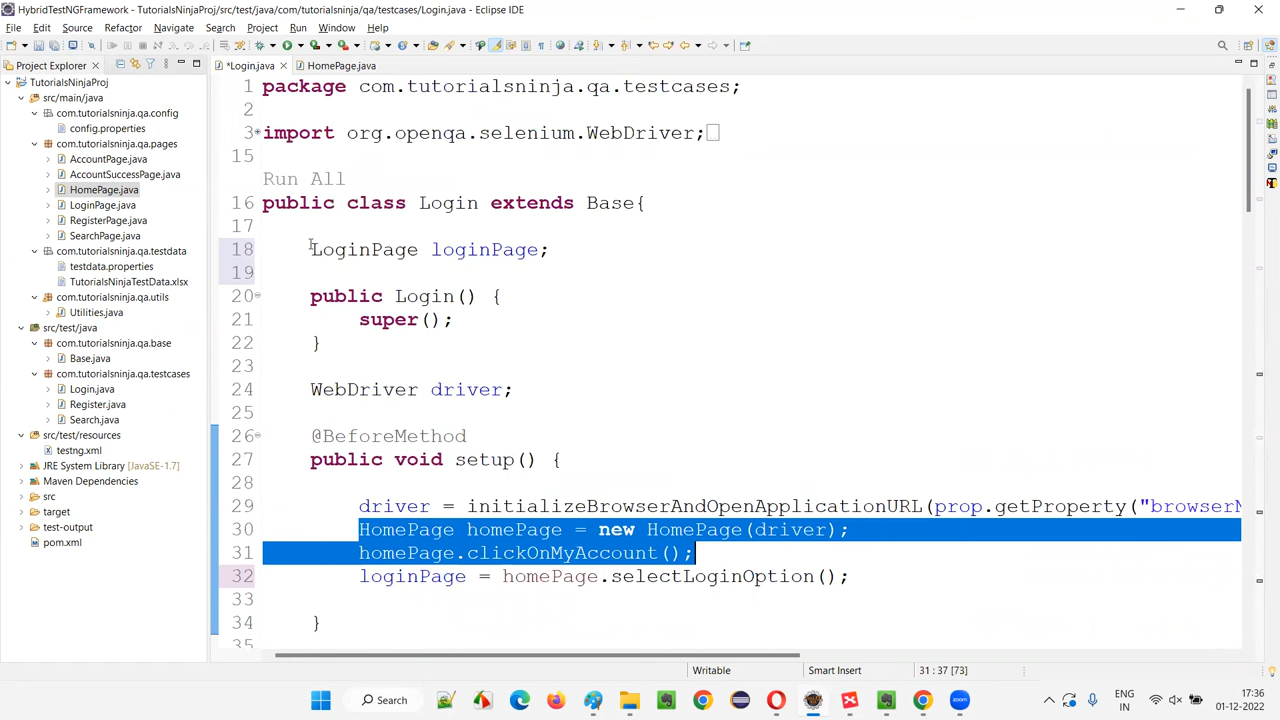 HybridTestNGFramework - TutorialsNinjaProj/src/test/java/com/tutorialsninja/qa/testcases/Login.java - Eclipse IDE
File Edit Source Refactor Navigate Search Project Run Window Help
Project Explorer
*Login.java
HomePage.java
TutorialsNinjaProj
src/main/java
com.tutorialsninja.qa.config
config.properties
com.tutorialsninja.qa.pages
AccountPage.java
AccountSuccessPage.java
HomePage.java
LoginPage.java
RegisterPage.java
SearchPage.java
com.tutorialsninja.qa.testdata
testdata.properties
TutorialsNinjaTestData.xlsx
com.tutorialsninja.qa.utils
Utilities.java
src/test/java
com.tutorialsninja.qa.base
Base.java
com.tutorialsninja.qa.testcases
Login.java
Register.java
Search.java
src/test/resources
testng.xml
JRE System Library [JavaSE-1.7]
Maven Dependencies
src
target
test-output
pom.xml
1 package com.tutorialsninja.qa.testcases;
2
3 import org.openqa.selenium.WebDriver;
15
Run All
16 public class Login extends Base{
17
18 LoginPage loginPage;
19
20 public Login() {
21 super();
22 }
23
24 WebDriver driver;
25
26 @BeforeMethod
27 public void setup() {
28
29 driver = initializeBrowserAndOpenApplicationURL(prop.getProperty("browserN
30 HomePage homePage = new HomePage(driver);
31 homePage.clickOnMyAccount();
32 loginPage = homePage.selectLoginOption();
33
34 }
35
Writable Smart Insert 31 : 37 [73]
Search
ENG
IN
17:36
01-12-2022